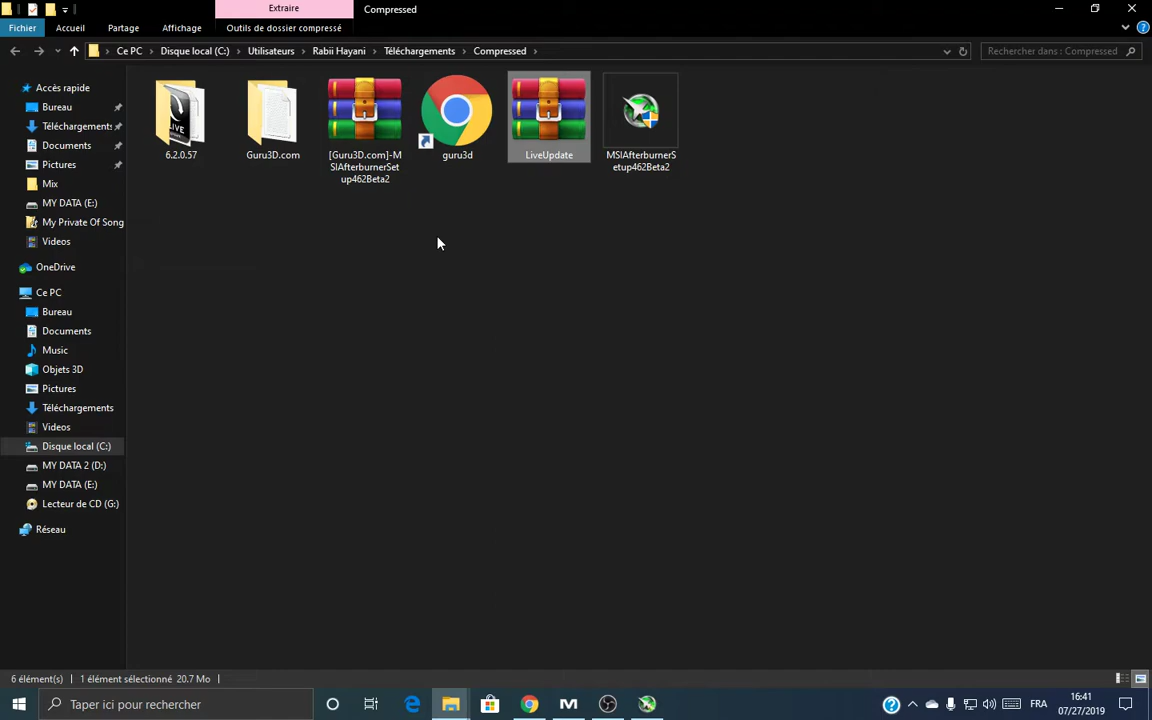 Extraire
Compressed
Fichier
Accueil
Partage
Affichage
Outils de dossier compressé
Ce PC
Disque local (C:)
Utilisateurs
Rabii Hayani
Téléchargements
Compressed
Rechercher dans : Compressed
Accès rapide
Bureau
Téléchargements
Documents
Pictures
Mix
MY DATA (E:)
My Private Of Song
Videos
OneDrive
Ce PC
Bureau
Documents
Music
Objets 3D
Pictures
Téléchargements
Videos
Disque local (C:)
MY DATA 2 (D:)
MY DATA (E:)
Lecteur de CD (G:)
Réseau
LIVE
6.2.0.57
Guru3D.com
[Guru3D.com]-M
SIAfterburnerSet
up462Beta2
guru3d
LiveUpdate
MSIAfterburnerS
etup462Beta2
6 élément(s)
1 élément sélectionné 20.7 Mo
Taper ici pour rechercher
FRA
16:41
07/27/2019